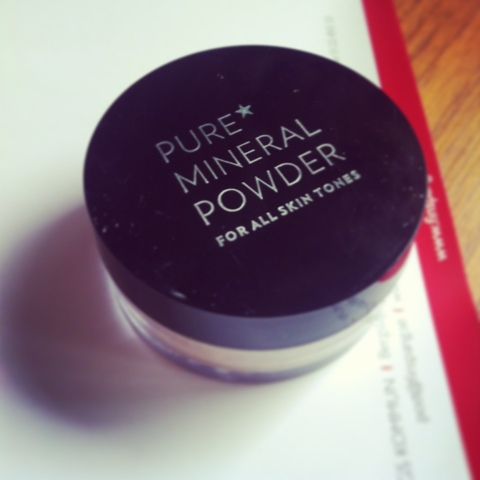 PURE*
MINERAL
POWDER
FOR ALL SKIN TONES